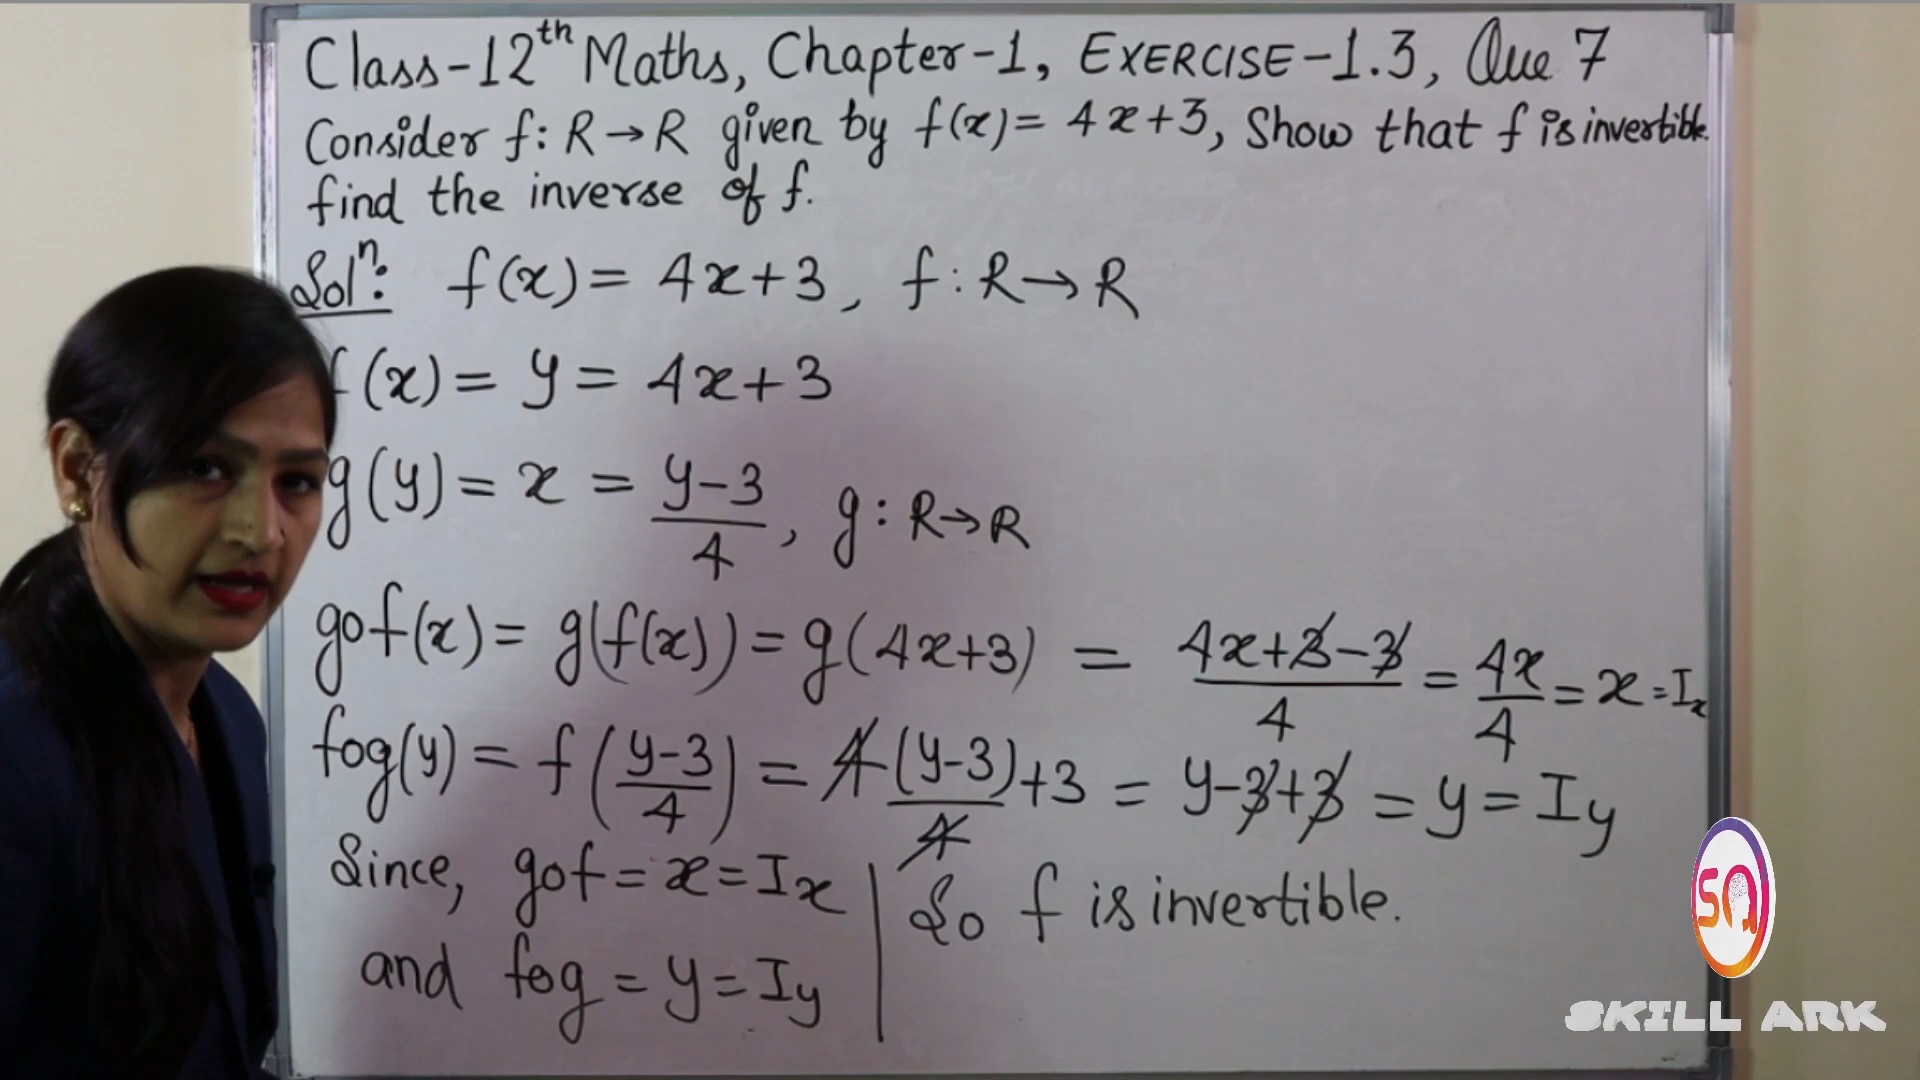 Class-12th Maths, Chapter-1, EXERCISE-1.3, Que 7
Consider f: R→R given by f(x)= 4x+3, Show that f is invertible.
find the inverse of f.
Solⁿ: f(x)= 4x+3, f:R→R
f(x)= y= 4x+3
g(y)= x = (y-3)/4, g:R→R
gof(x)= g(f(x))= g(4x+3) = (4x+3-3)/4 = 4x/4 = x =Ix
fog(y)= f((y-3)/4) = 4(y-3)/4+3 = y-3+3 = y= Iy
Since, gof= x=Ix
and fog = y=Iy
So f is invertible.
SKILL ARK